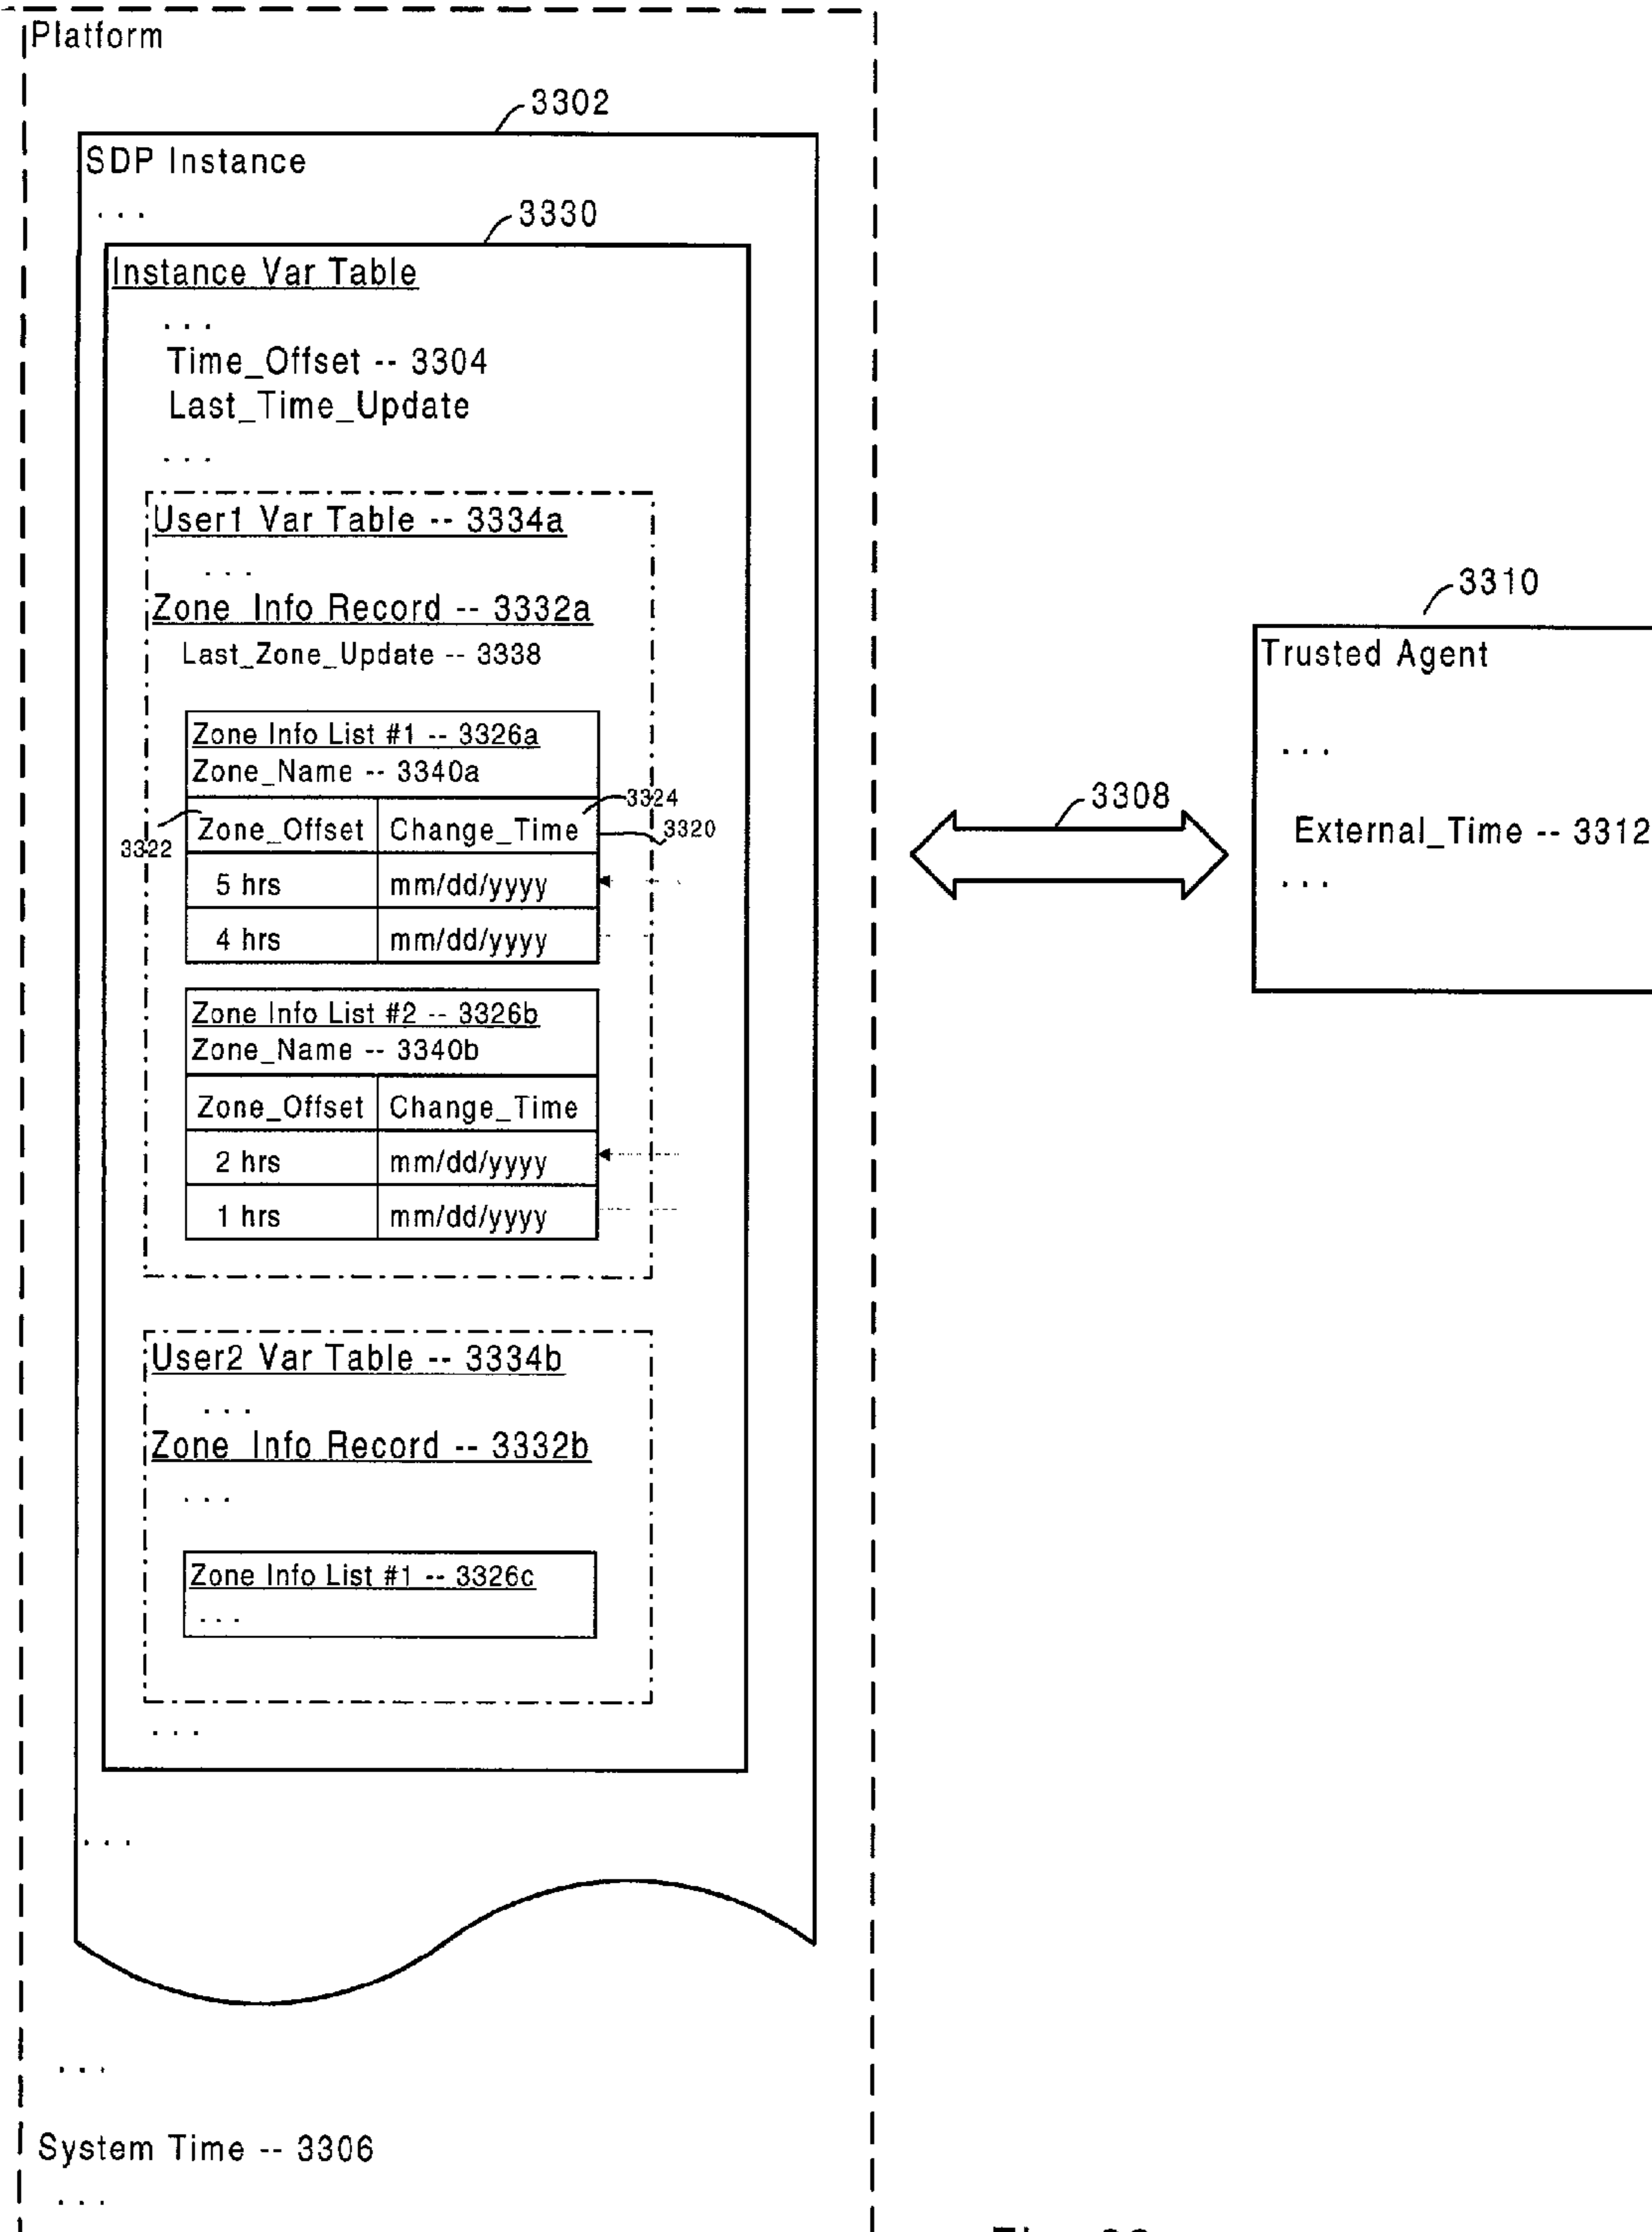 Platform
3302
SDP Instance
...
3330
Instance Var Table
...
Time_Offset -- 3304
Last_Time_Update
...
User1 Var Table -- 3334a
...
Zone_Info Record -- 3332a
Last_Zone_Update -- 3338
Zone Info List #1 -- 3326a
Zone_Name -- 3340a
3324
Zone_Offset Change_Time
3320
3322
5 hrs mm/dd/yyyy
4 hrs mm/dd/yyyy
Zone Info List #2 -- 3326b
Zone_Name -- 3340b
Zone_Offset Change_Time
2 hrs mm/dd/yyyy
1 hrs mm/dd/yyyy
User2 Var Table -- 3334b
...
Zone_Info Record -- 3332b
...
Zone Info List #1 -- 3326c
...
...
...
...
System Time -- 3306
...
3308
3310
Trusted Agent
...
External_Time -- 3312
...